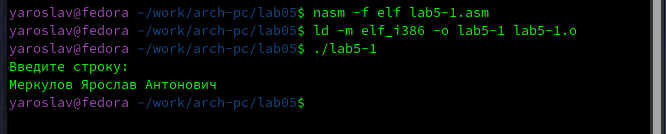 yaroslav@fedora ~/work/arch-pc/lab05$ nasm -f elf lab5-1.asm
yaroslav@fedora ~/work/arch-pc/lab05$ ld -m elf_i386 -o lab5-1 lab5-1.o
yaroslav@fedora ~/work/arch-pc/lab05$ ./lab5-1
Введите строку:
Меркулов Ярослав Антонович
yaroslav@fedora ~/work/arch-pc/lab05$